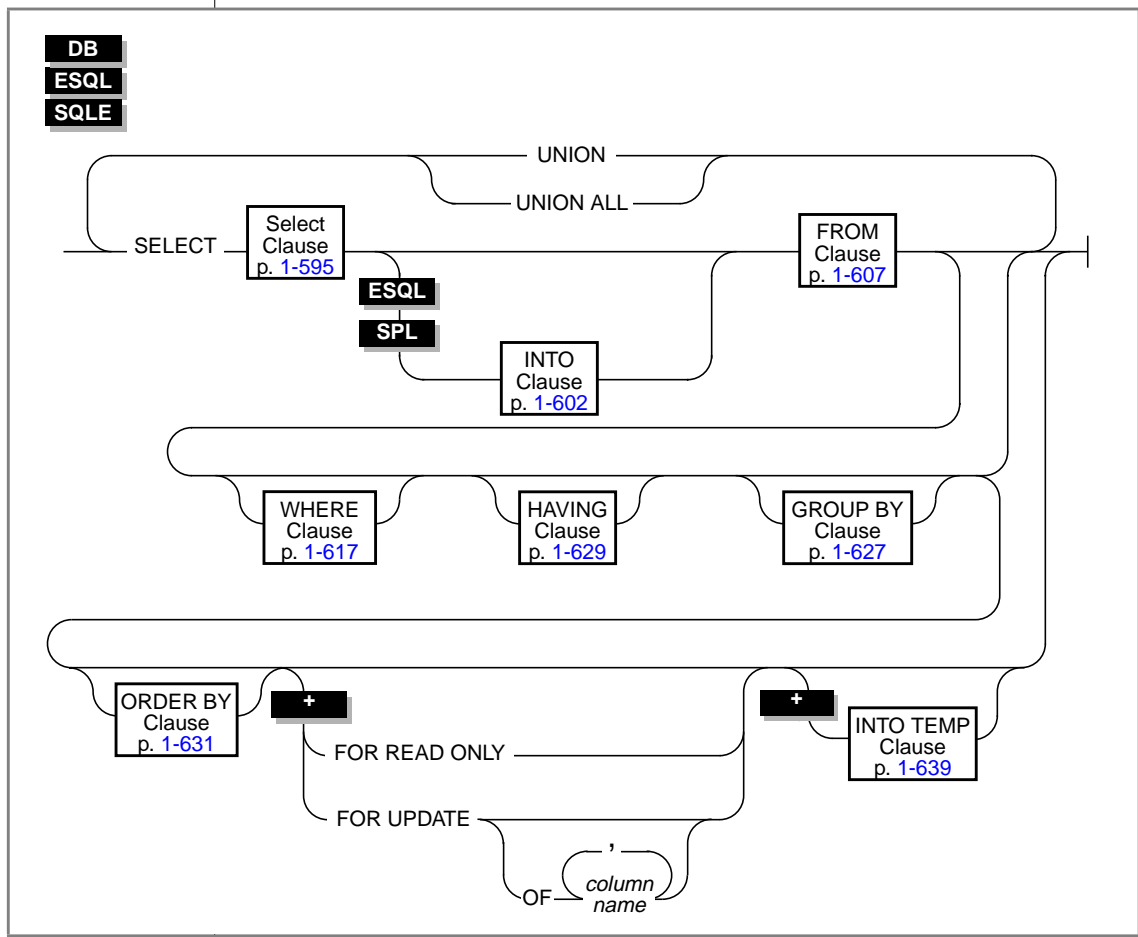 DB
ESQL
SQLE
UNION
UNION ALL
SELECT
Select
Clause
p. 1-595
FROM
Clause
p. 1-607
ESQL
SPL
INTO
Clause
p. 1-602
WHERE
Clause
p. 1-617
HAVING
Clause
p. 1-629
GROUP BY
Clause
p. 1-627
ORDER BY
Clause
p. 1-631
+
FOR READ ONLY
FOR UPDATE
OF
,
column
name
+
INTO TEMP
Clause
p. 1-639